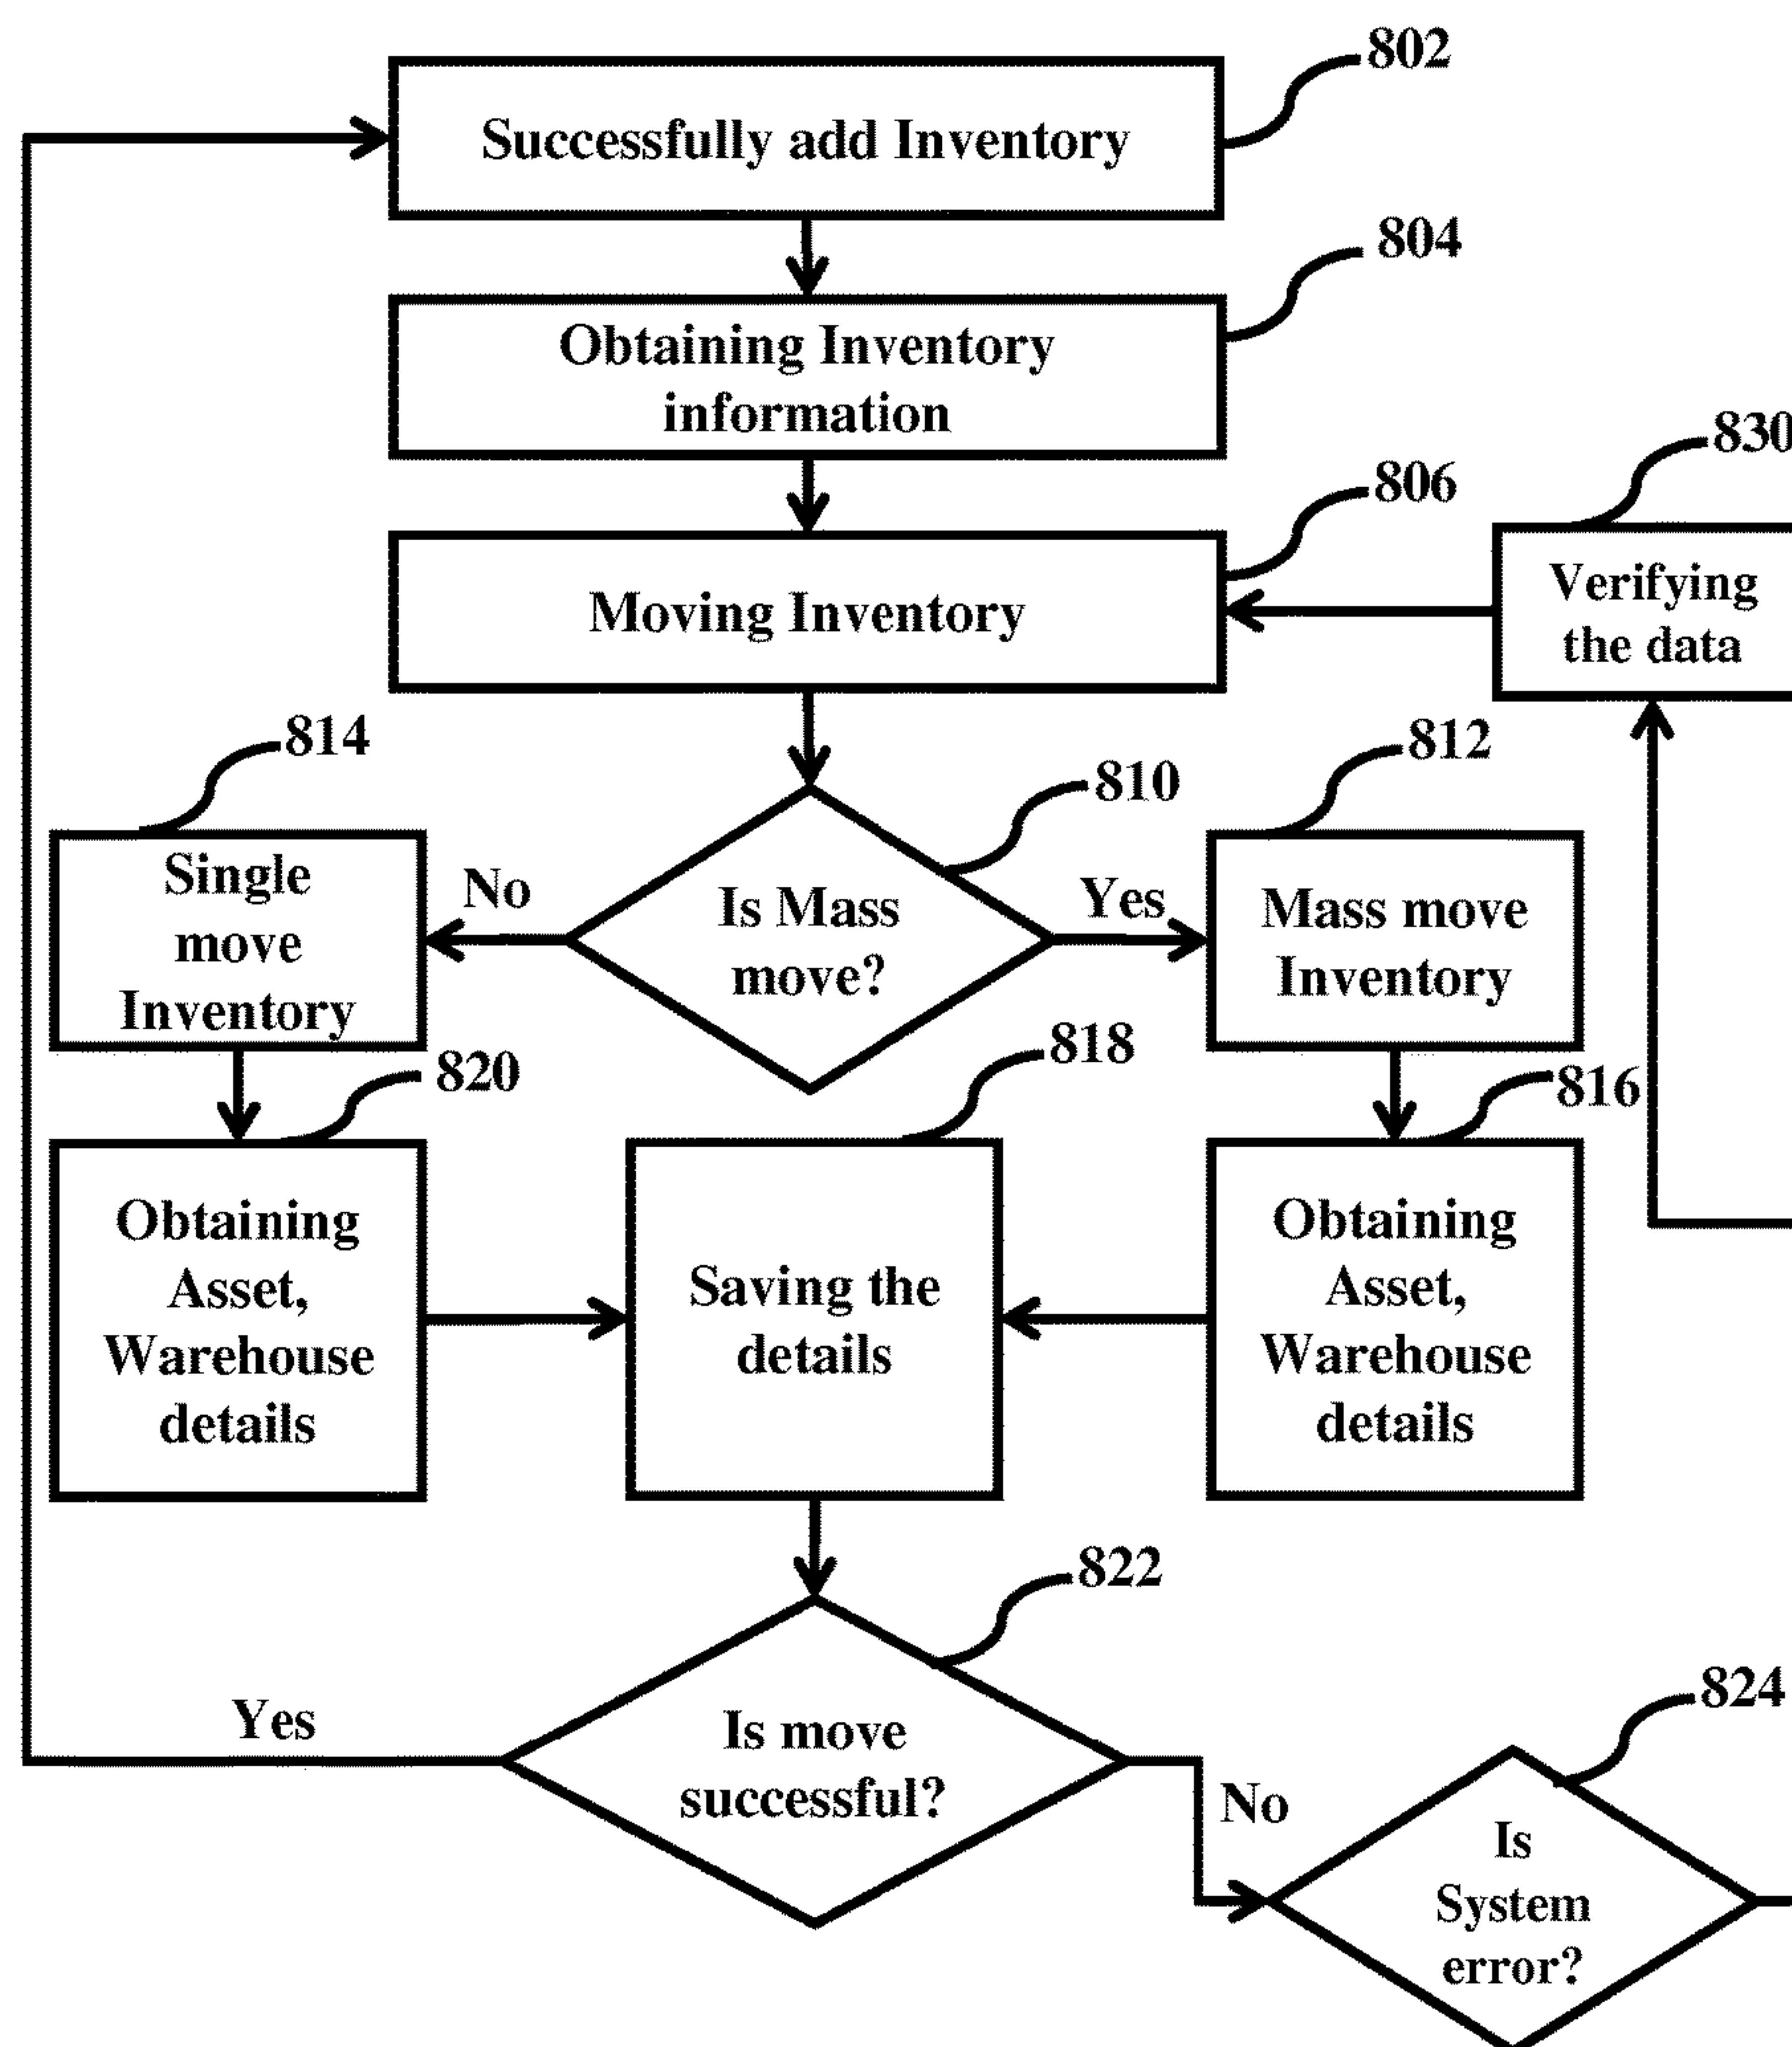 802
Successfully add Inventory
804
Obtaining Inventory
information
830
806
Verifying
the data
Moving Inventory
814
812
810
Single
move
Inventory
No
Is Mass
move?
Yes
Mass move
Inventory
820
818
816
Obtaining
Asset,
Warehouse
details
Saving the
details
Obtaining
Asset,
Warehouse
details
822
824
Yes
Is move
successful?
No
Is
System
error?